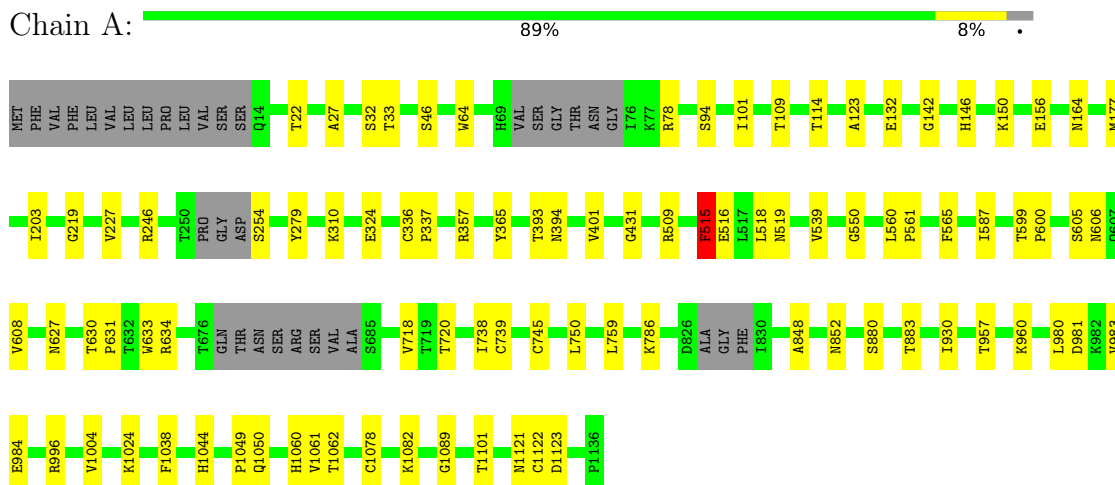 Chain A:
89% 8% •
MET PHE VAL PHE LEU VAL LEU LEU PRO LEU VAL SER SER Q14 T22 A27 S32 T33 S46 W64 H69 VAL SER GLY THR ASN GLY I76 K77 R78 S94 I101 T109 T114 A123 E132 G142 H146 K150 E156 N164 M177
I203 G219 V227 R246 T250 PRO GLY ASP S254 Y279 K310 E324 C336 P337 R357 Y365 T393 N394 V401 G431 R509 F515 E516 L517 L518 N519 V539 G550 L560 P561 F565 I587 T599 P600 S605 N606
V608 N627 T630 P631 T632 W633 R634 T676 GLN THR ASN SER ARG SER VAL ALA S685 V718 T719 T720 I738 C739 C745 L750 L759 K786 D826 ALA GLY PHE I830 A848 N852 S880 T883 I930 T957 K960 L980 D981 K982
E984 R996 V1004 K1024 F1038 H1044 P1049 Q1050 H1060 V1061 T1062 C1078 K1082 G1089 T1101 N1121 C1122 D1123 P1136